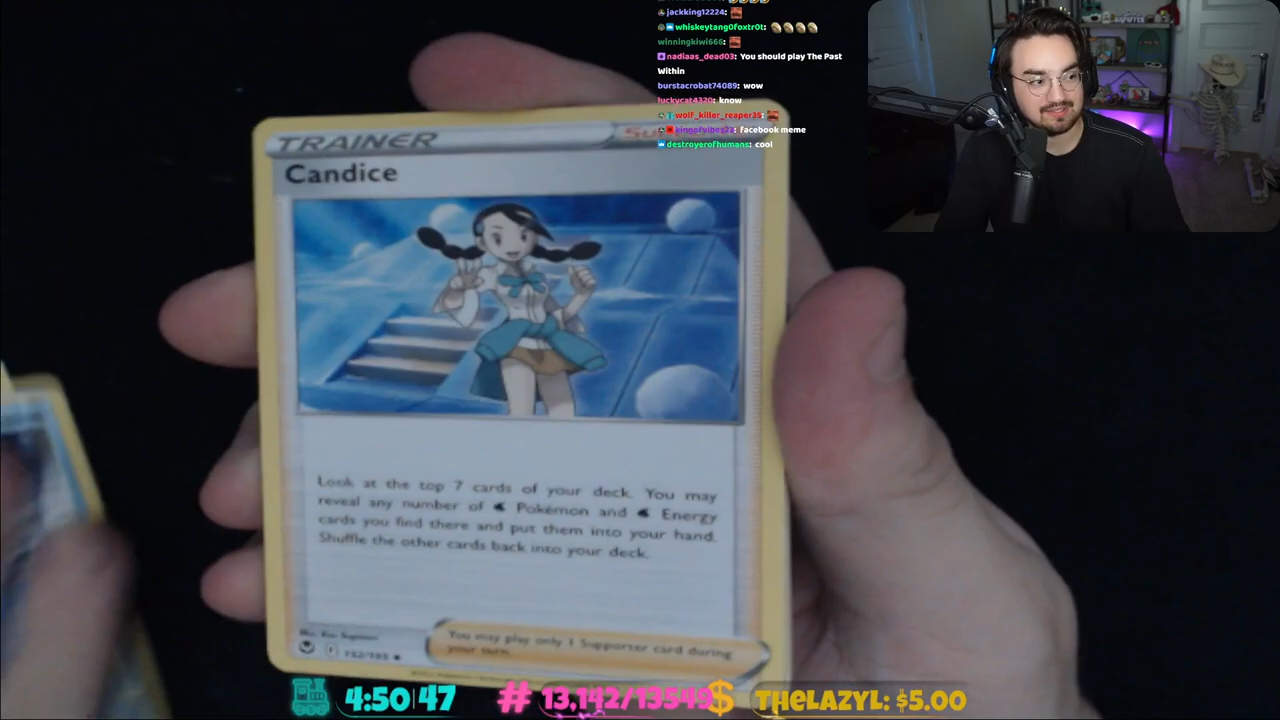 jackking12224:
whiskeytang0foxtr0t:
winningkiwi666:
nadiaas_dead03: You should play The Past
Within
burstacrobat74089: wow
luckycat4320: know
wolf_killer_reaper35:
kingofvibes22: facebook meme
destroyerofhumans: cool
TRAINER
Candice
Look at the top 7 cards of your deck. You may
reveal any number of Pokémon and Energy
cards you find there and put them into your hand.
Shuffle the other cards back into your deck.
You may play only 1 Supporter card during
your turn.
152/195
4:50|47
# 13,142/13549
$ THELAZYL: $5.00